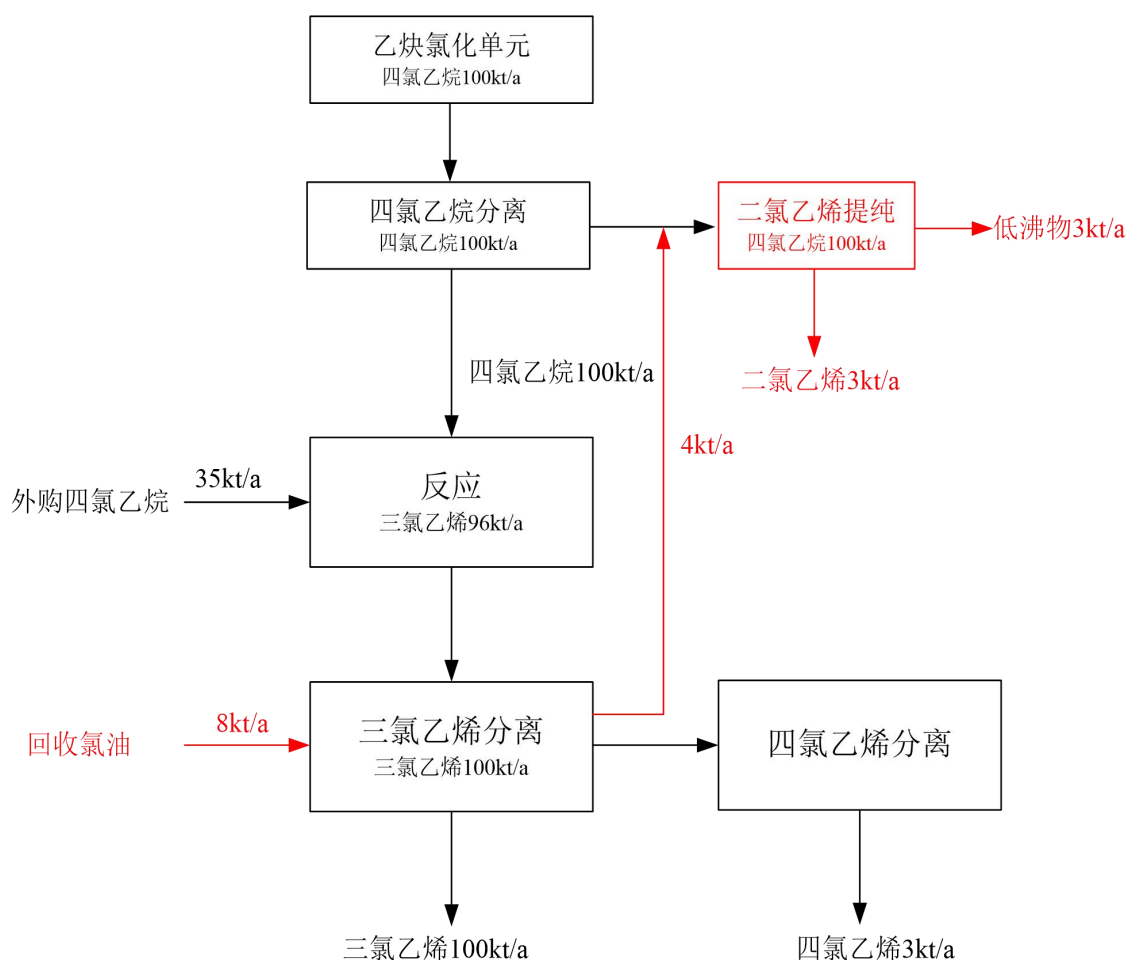 乙炔氯化单元
四氯乙烷100kt/a
四氯乙烷分离
四氯乙烷100kt/a
二氯乙烯提纯
四氯乙烷100kt/a
低沸物3kt/a
四氯乙烷100kt/a
二氯乙烯3kt/a
4kt/a
外购四氯乙烷
35kt/a
反应
三氯乙烯96kt/a
回收氯油
8kt/a
三氯乙烯分离
三氯乙烯100kt/a
四氯乙烯分离
三氯乙烯100kt/a
四氯乙烯3kt/a